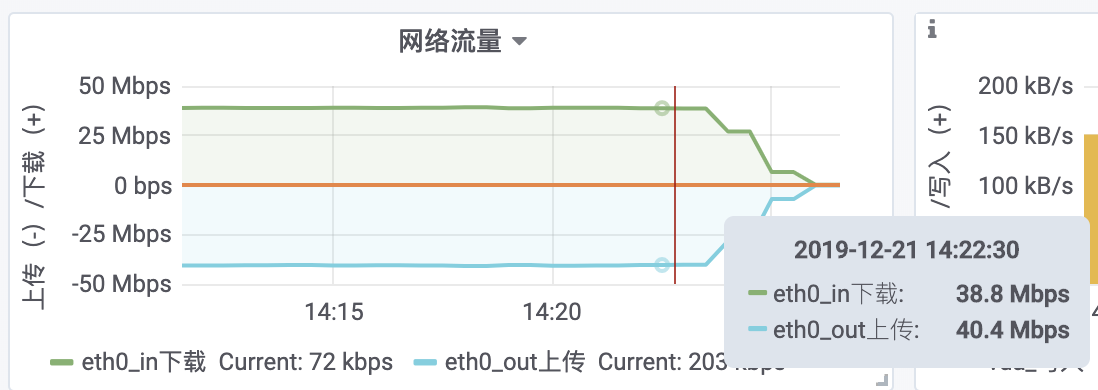 网络流量
50 Mbps
25 Mbps
0 bps
-25 Mbps
-50 Mbps
上传 (-) /下载 (+)
14:15
14:20
eth0_in下载 Current: 72 kbps eth0_out上传 Current: 203
2019-12-21 14:22:30
eth0_in下载: 38.8 Mbps
eth0_out上传: 40.4 Mbps
i
200 kB/s
150 kB/s
100 kB/s
/写入 (+)